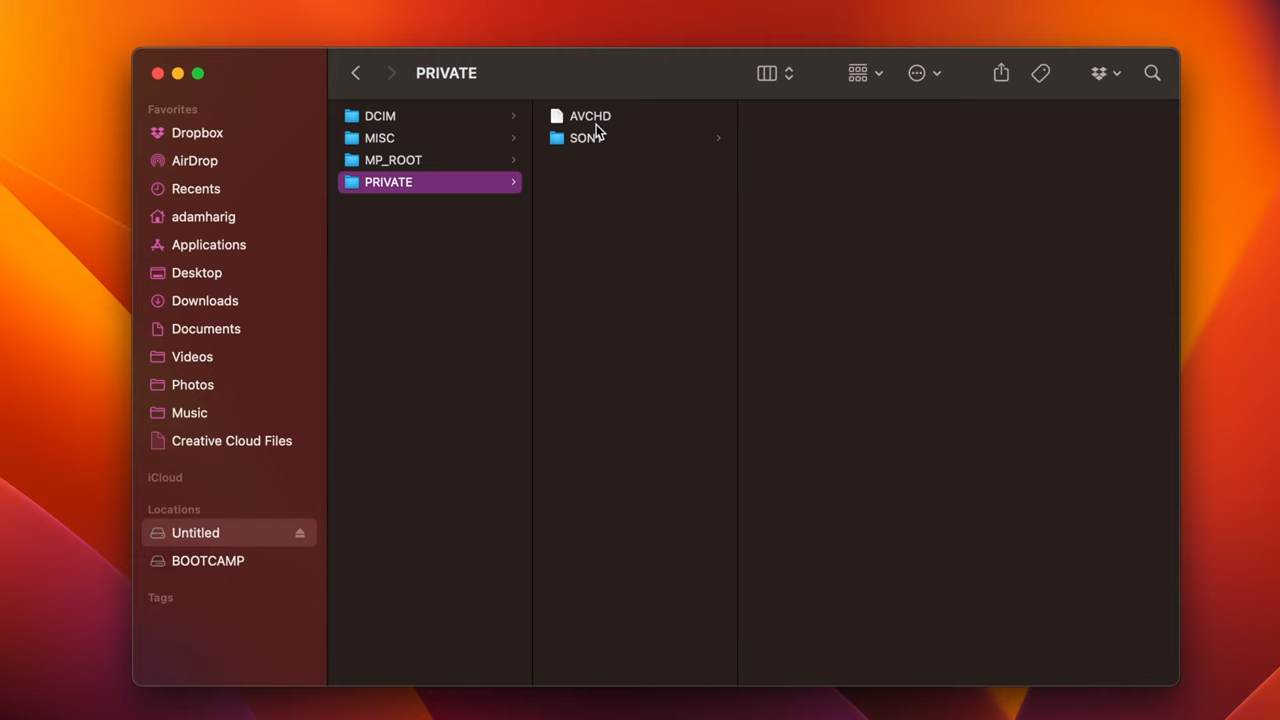 PRIVATE
Favorites
Dropbox
AirDrop
Recents
adamharig
Applications
Desktop
Downloads
Documents
Videos
Photos
Music
Creative Cloud Files
iCloud
Locations
Untitled
BOOTCAMP
Tags
DCIM
MISC
MP_ROOT
PRIVATE
AVCHD
SONY